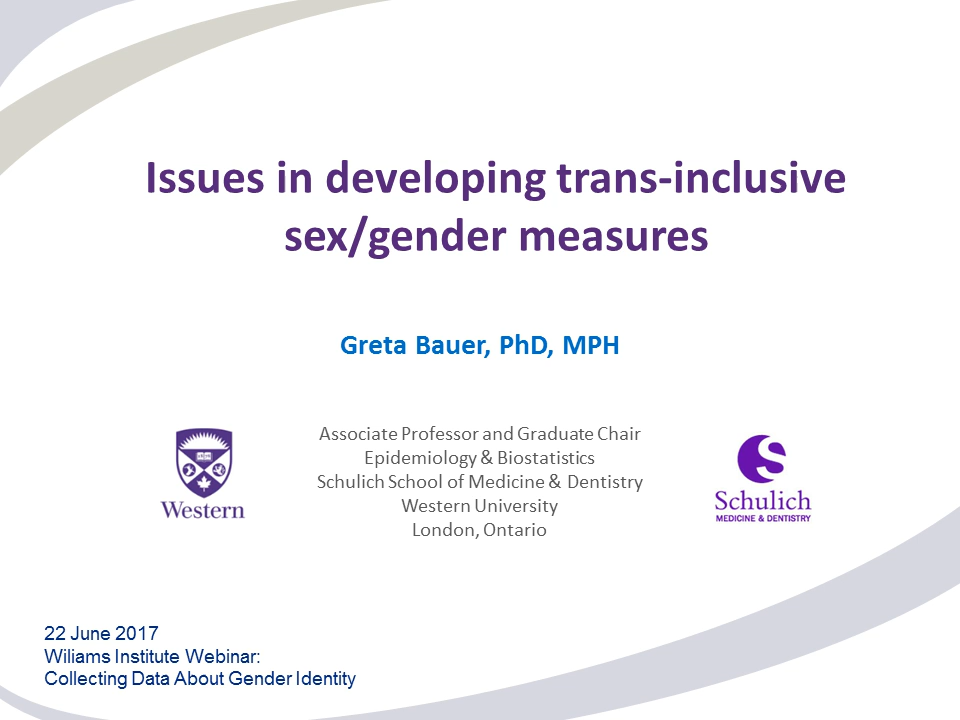 Issues in developing trans-inclusive
sex/gender measures
Greta Bauer, PhD, MPH
Associate Professor and Graduate Chair
Epidemiology & Biostatistics
Schulich School of Medicine & Dentistry
Western University
London, Ontario
Western
Schulich
MEDICINE & DENTISTRY
22 June 2017
Wiliams Institute Webinar:
Collecting Data About Gender Identity